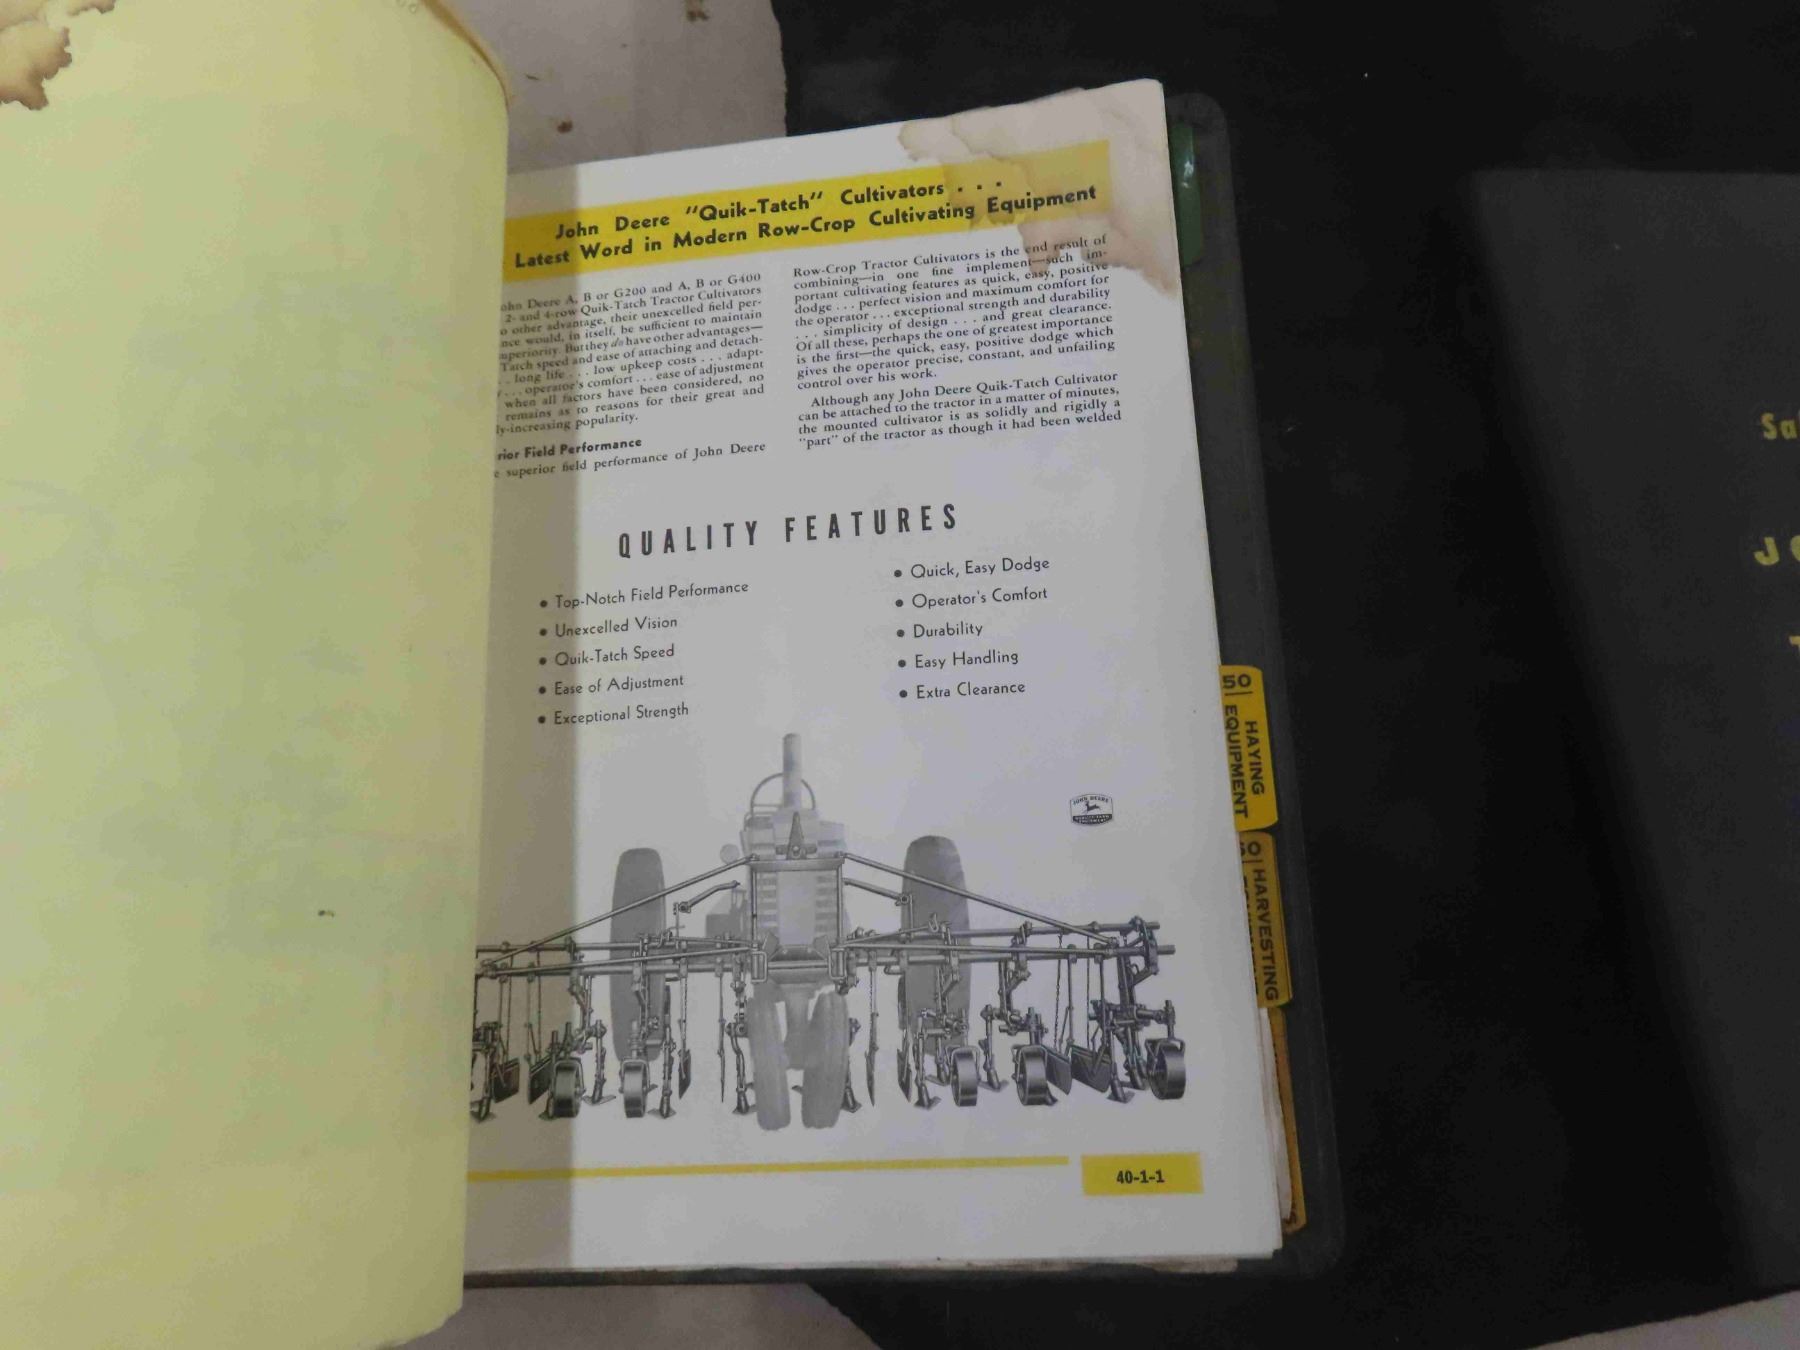 John Deere "Quik-Tatch" Cultivators . . .
Latest Word in Modern Row-Crop Cultivating Equipment
Deere A, B or G200 and A, B or G400
2- and 4-row Quik-Tatch Tractor Cultivators
other advantage, their unexcelled field per-
would, in itself, be sufficient to maintain
But they do have other advantages—
Tatch speed and ease of attaching and detach-
. . long life . . . low upkeep costs . . . adapt-
. . . operator's comfort . . . ease of adjustment
when all factors have been considered, no
remains as to reasons for their great and
-increasing popularity.
Field Performance
superior field performance of John Deere
Row-Crop Tractor Cultivators is the end result of
combining—in one fine implement—such im-
portant cultivating features as quick, easy, positive
dodge . . . perfect vision and maximum comfort for
the operator . . . exceptional strength and durability
. . . simplicity of design . . . and great clearance.
Of all these, perhaps the one of greatest importance
is the first—the quick, easy, positive dodge which
gives the operator precise, constant, and unfailing
control over his work.
Although any John Deere Quik-Tatch Cultivator
can be attached to the tractor in a matter of minutes,
the mounted cultivator is as solidly and rigidly a
"part" of the tractor as though it had been welded
QUALITY FEATURES
• Top-Notch Field Performance
• Unexcelled Vision
• Quik-Tatch Speed
• Ease of Adjustment
• Exceptional Strength
• Quick, Easy Dodge
• Operator's Comfort
• Durability
• Easy Handling
• Extra Clearance
JOHN DEERE
40-1-1
50
HAYING
EQUIPMENT
HARVESTING